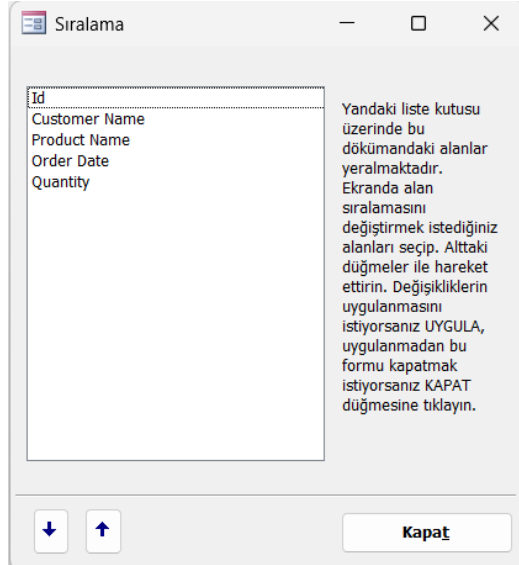 Sıralama
Id
Customer Name
Product Name
Order Date
Quantity
Yandaki liste kutusu
üzerinde bu
dökümandaki alanlar
yeralmaktadır.
Ekranda alan
sıralamasını
değiştirmek istediğiniz
alanları seçip. Alttaki
düğmeler ile hareket
ettirin. Değişikliklerin
uygulanmasını
istiyorsanız UYGULA,
uygulanmadan bu
formu kapatmak
istiyorsanız KAPAT
düğmesine tıklayın.
Kapat